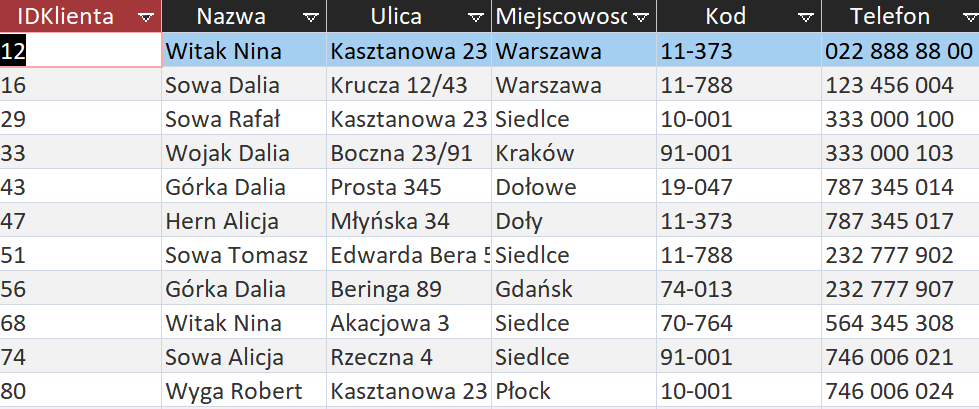 IDKlienta Nazwa Ulica Miejscowosc Kod Telefon
12 Witak Nina Kasztanowa 23 Warszawa 11-373 022 888 88 00
16 Sowa Dalia Krucza 12/43 Warszawa 11-788 123 456 004
29 Sowa Rafał Kasztanowa 23 Siedlce 10-001 333 000 100
33 Wojak Dalia Boczna 23/91 Kraków 91-001 333 000 103
43 Górka Dalia Prosta 345 Dołowe 19-047 787 345 014
47 Hern Alicja Młyńska 34 Doły 11-373 787 345 017
51 Sowa Tomasz Edwarda Bera 5 Siedlce 11-788 232 777 902
56 Górka Dalia Beringa 89 Gdańsk 74-013 232 777 907
68 Witak Nina Akacjowa 3 Siedlce 70-764 564 345 308
74 Sowa Alicja Rzeczna 4 Siedlce 91-001 746 006 021
80 Wyga Robert Kasztanowa 23 Płock 10-001 746 006 024